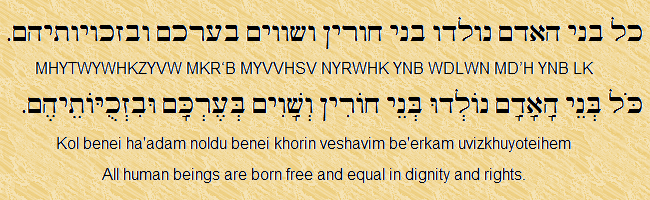 כל בני האדם נולדו בני חורין ושווים בערכם ובזכויותיהם.
MHYTWYWHKZYVW MKR‘B MYVVHSV NYRWHK YNB WDLWN MD’H YNB LK
כֹּל בְּנֵי הָאָדָם נוֹלְדוּ בְּנֵי חוֹרִין וְשָׁוִים בְּעֶרְכָּם וּבִזְכֻיּוֹתֵיהֶם.
Kol benei ha'adam noldu benei khorin veshavim be'erkam uvizkhuyoteihem
All human beings are born free and equal in dignity and rights.